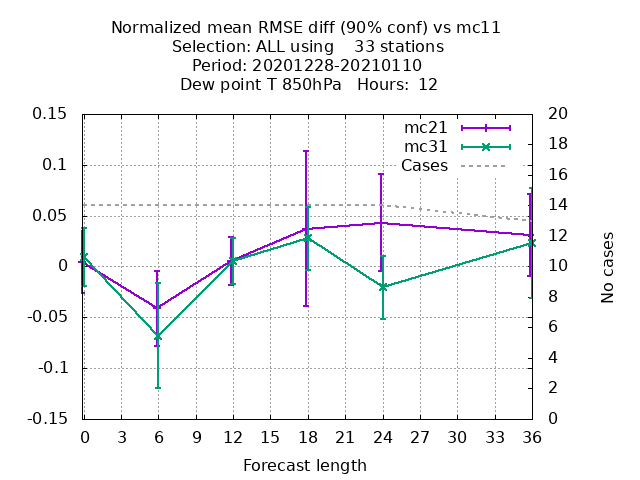 Normalized mean RMSE diff (90% conf) vs mc11
Selection: ALL using    33 stations
Period: 20201228-20210110
Dew point T 850hPa   Hours:  12
0.15
0.1
0.05
0
-0.05
-0.1
-0.15
20
18
16
14
12
10
8
6
4
2
0
mc21
mc31
Cases
No cases
0 3 6 9 12 15 18 21 24 27 30 33 36
Forecast length